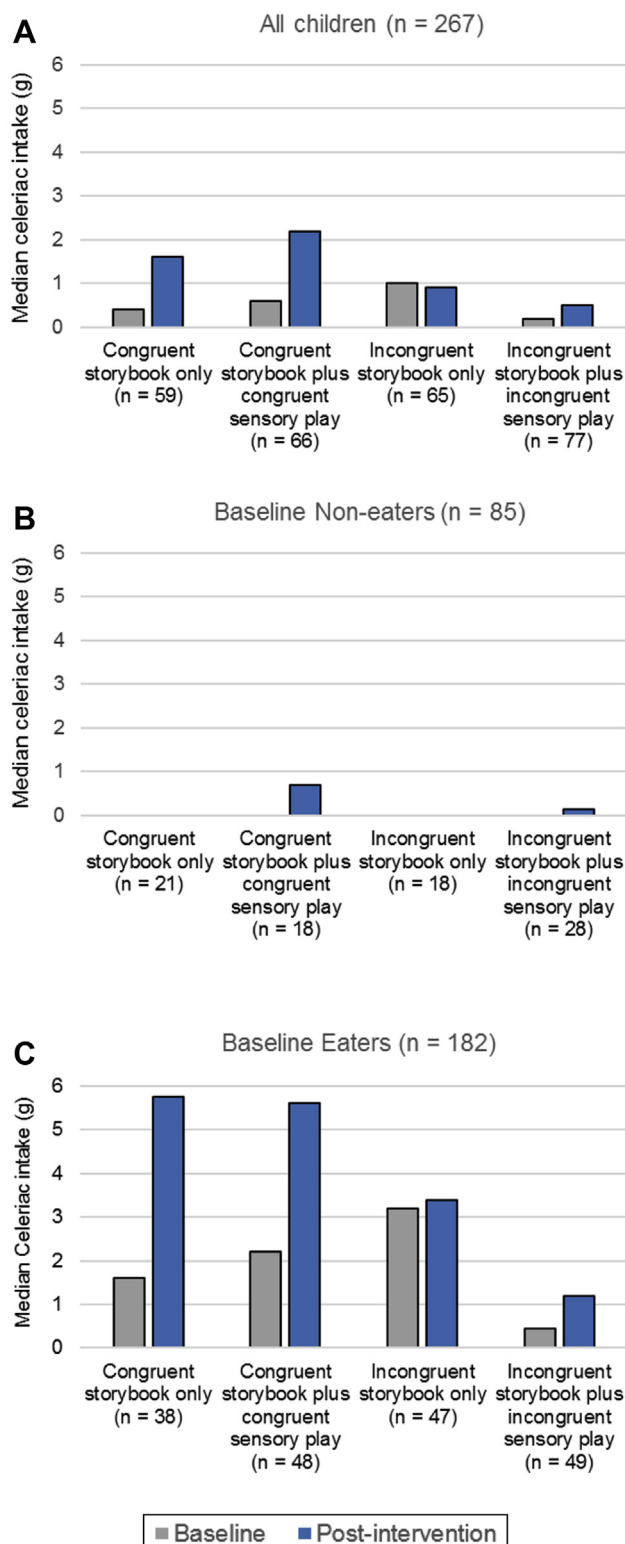 A
All children (n = 267)
Median celeriac intake (g)
6
5
4
3
2
1
0
Congruent
storybook only
(n = 59)
Congruent
storybook plus
congruent
sensory play
(n = 66)
Incongruent
storybook only
(n = 65)
Incongruent
storybook plus
incongruent
sensory play
(n = 77)
B
Baseline Non-eaters (n = 85)
Median celeriac intake (g)
6
5
4
3
2
1
0
Congruent
storybook only
(n = 21)
Congruent
storybook plus
congruent
sensory play
(n = 18)
Incongruent
storybook only
(n = 18)
Incongruent
storybook plus
incongruent
sensory play
(n = 28)
C
Baseline Eaters (n = 182)
Median Celeriac intake (g)
6
5
4
3
2
1
0
Congruent
storybook only
(n = 38)
Congruent
storybook plus
congruent
sensory play
(n = 48)
Incongruent
storybook only
(n = 47)
Incongruent
storybook plus
incongruent
sensory play
(n = 49)
Baseline
Post-intervention